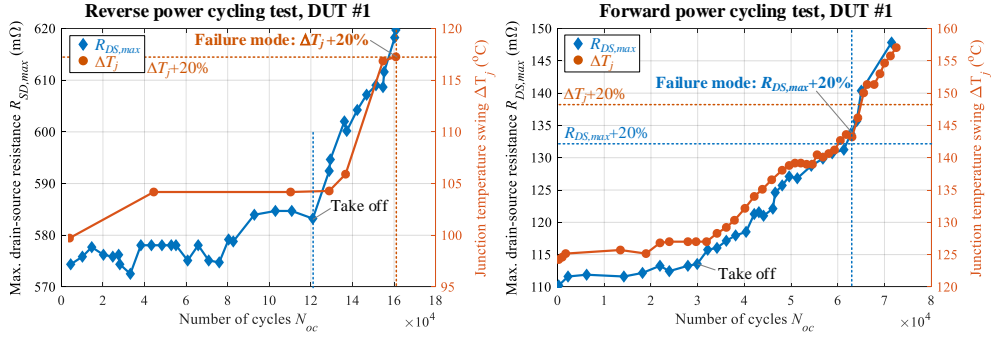 Reverse power cycling test, DUT #1
Max. drain-source resistance R_SD,max (mΩ)
620
610
600
590
580
570
R_DS,max
ΔT_j
Failure mode: ΔT_j+20%
ΔT_j+20%
Take off
120
115
110
105
100
95
Junction temperature swing ΔT_j (°C)
0 2 4 6 8 10 12 14 16 18
×10^4
Number of cycles N_oc
Forward power cycling test, DUT #1
Max. drain-source resistance R_DS,max (mΩ)
150
145
140
135
130
125
120
115
110
R_DS,max
ΔT_j
Failure mode: R_DS,max+20%
ΔT_j+20%
R_DS,max+20%
Take off
160
155
150
145
140
135
130
125
120
Junction temperature swing ΔT_j (°C)
0 1 2 3 4 5 6 7 8
×10^4
Number of cycles N_oc